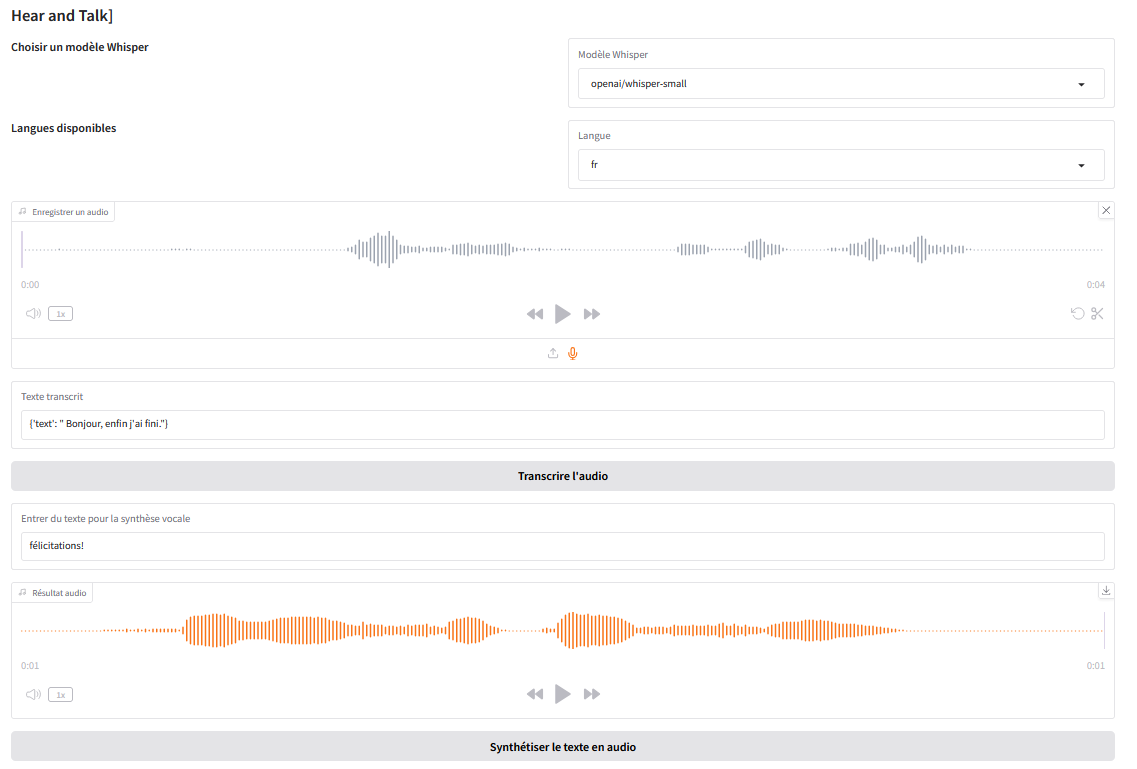 Hear and Talk]
Choisir un modèle Whisper
Modèle Whisper
openai/whisper-small
Langues disponibles
Langue
fr
Enregistrer un audio
0:00
0:04
1x
Texte transcrit
{'text': " Bonjour, enfin j'ai fini."}
Transcrire l'audio
Entrer du texte pour la synthèse vocale
félicitations!
Résultat audio
0:01
0:01
1x
Synthétiser le texte en audio